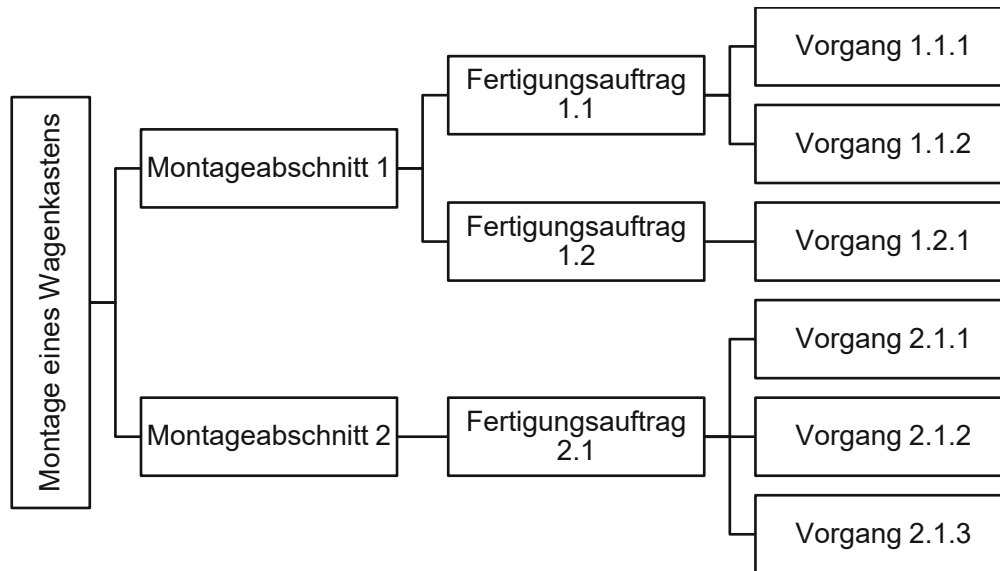 Montage eines Wagenkastens
Montageabschnitt 1
Fertigungsauftrag
1.1
Vorgang 1.1.1
Vorgang 1.1.2
Fertigungsauftrag
1.2
Vorgang 1.2.1
Montageabschnitt 2
Fertigungsauftrag
2.1
Vorgang 2.1.1
Vorgang 2.1.2
Vorgang 2.1.3